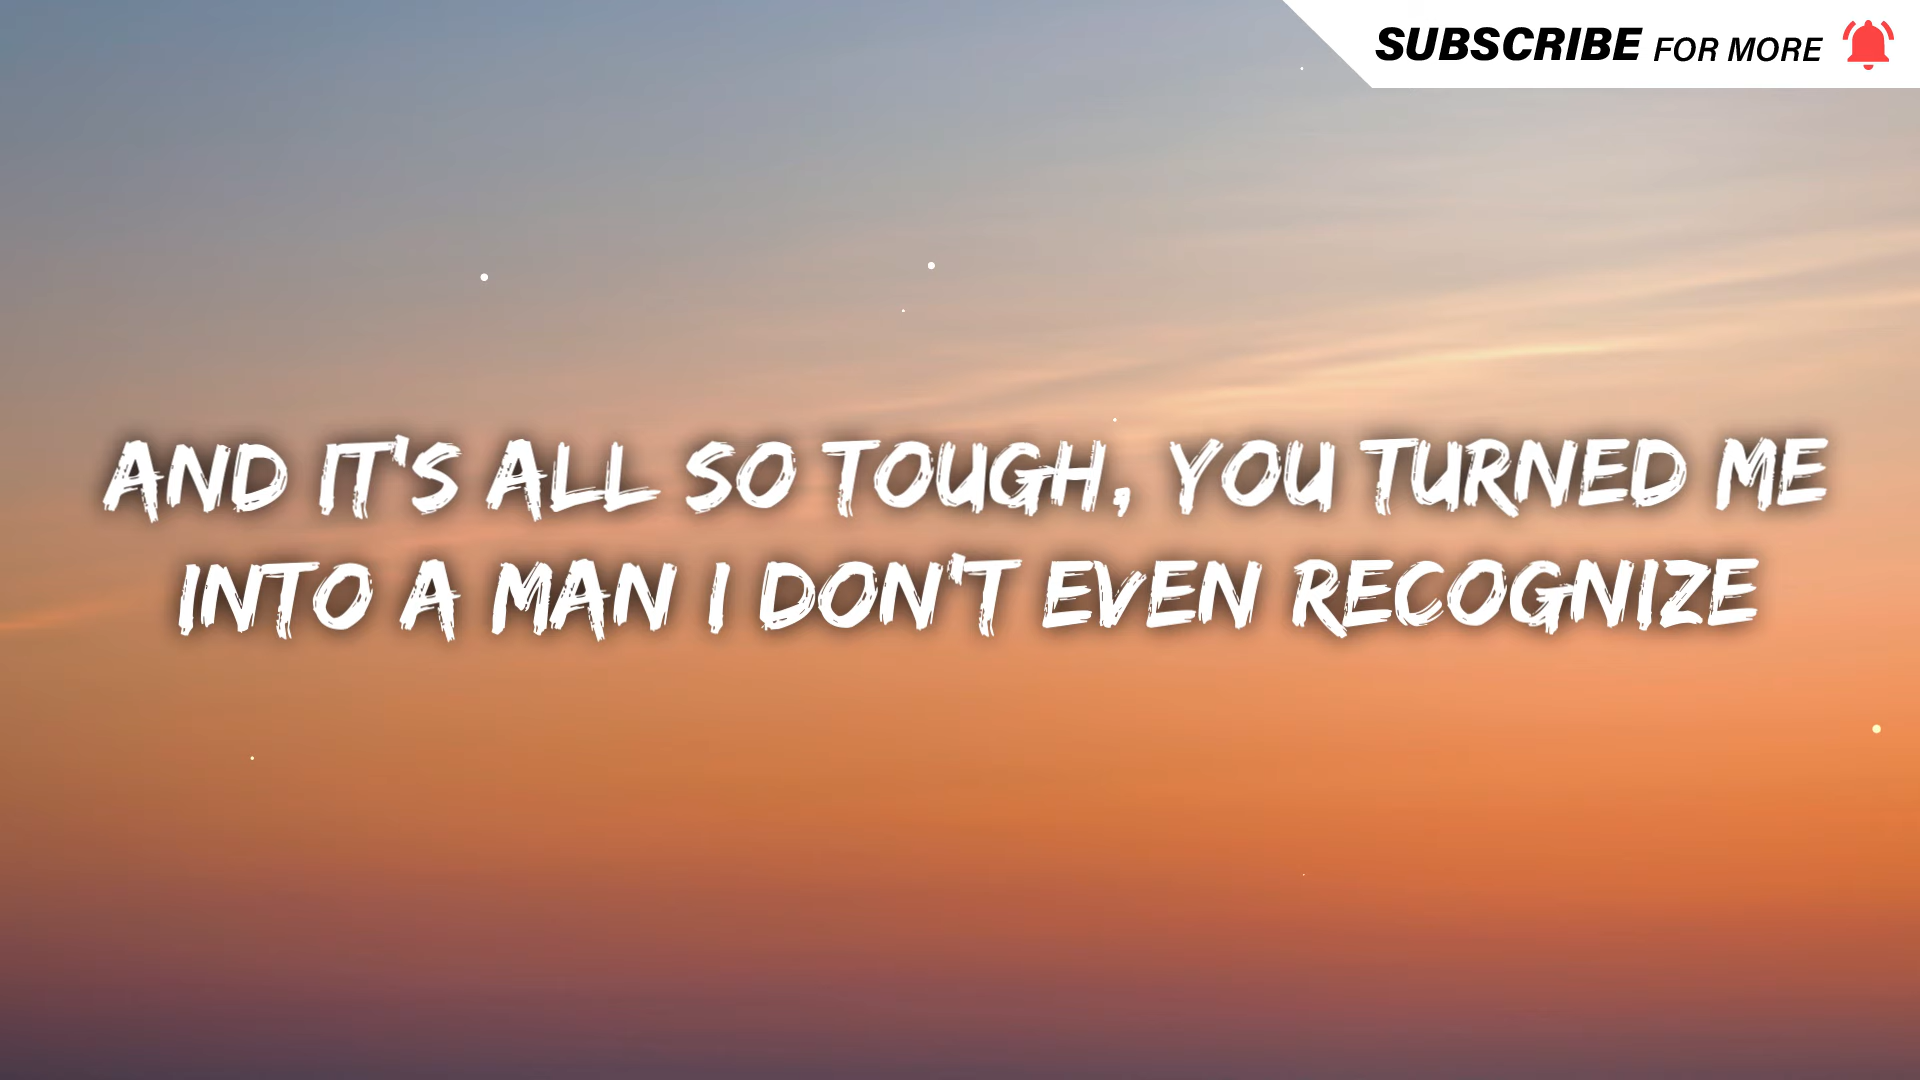 SUBSCRIBE FOR MORE
AND IT'S ALL SO TOUGH, YOU TURNED ME
INTO A MAN I DON'T EVEN RECOGNIZE